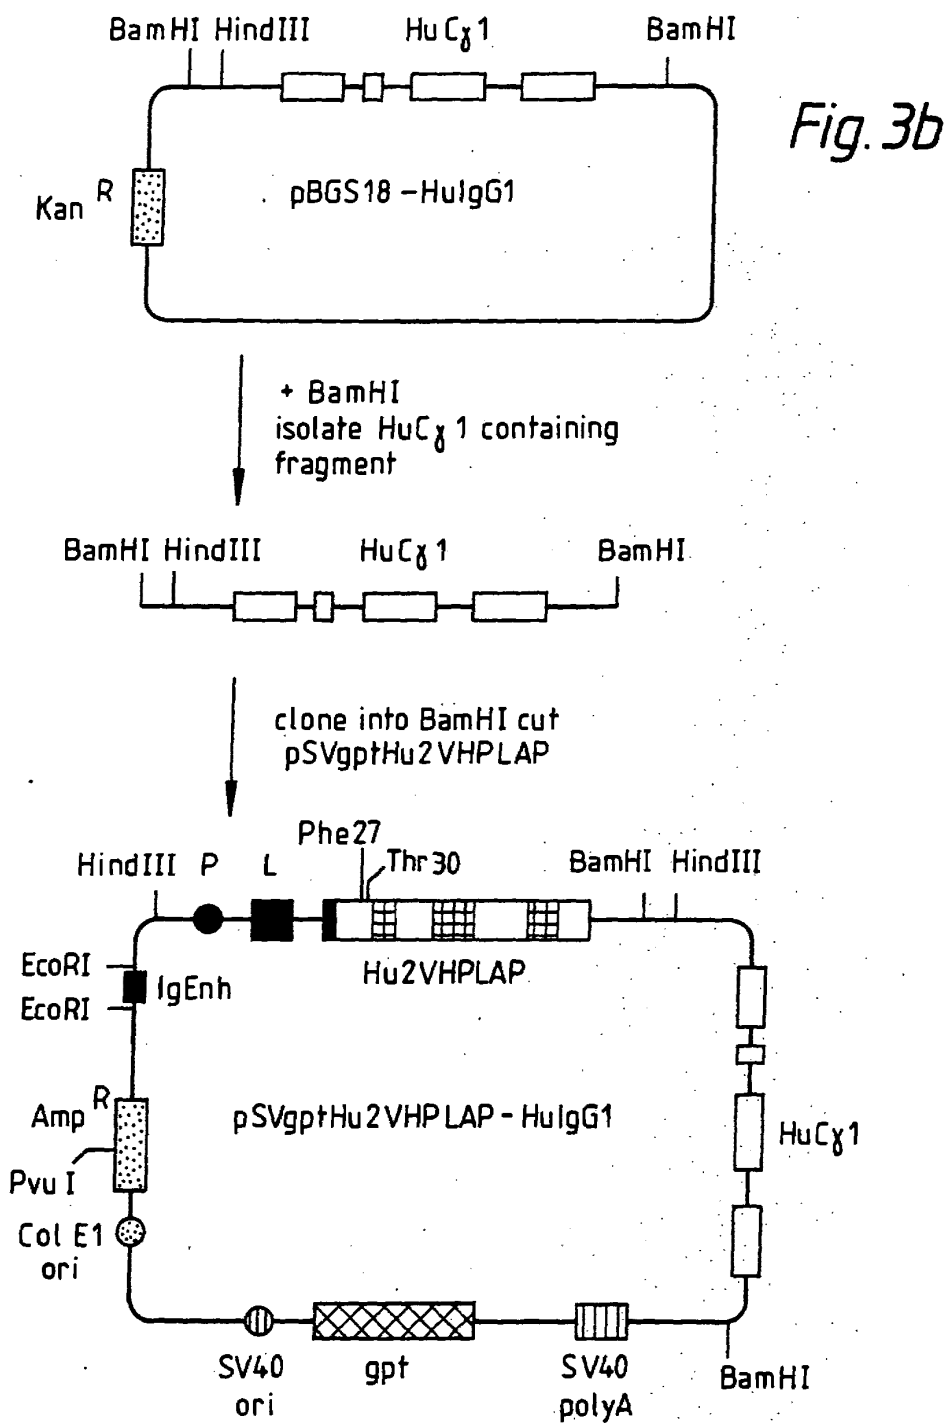 BamHI HindIII HuCγ1 BamHI
Fig. 3b
Kan R
pBGS18-HuIgG1
+ BamHI
isolate HuCγ1 containing
fragment
BamHI HindIII HuCγ1 BamHI
clone into BamHI cut
pSVgptHu2VHPLAP
Phe27
Thr30
HindIII P L BamHI HindIII
EcoRI
IgEnh
EcoRI
Hu2VHPLAP
Amp R
pSVgptHu2VHPLAP-HuIgG1
HuCγ1
PvuI
Col E1
ori
SV40
ori
gpt
SV40
polyA
BamHI